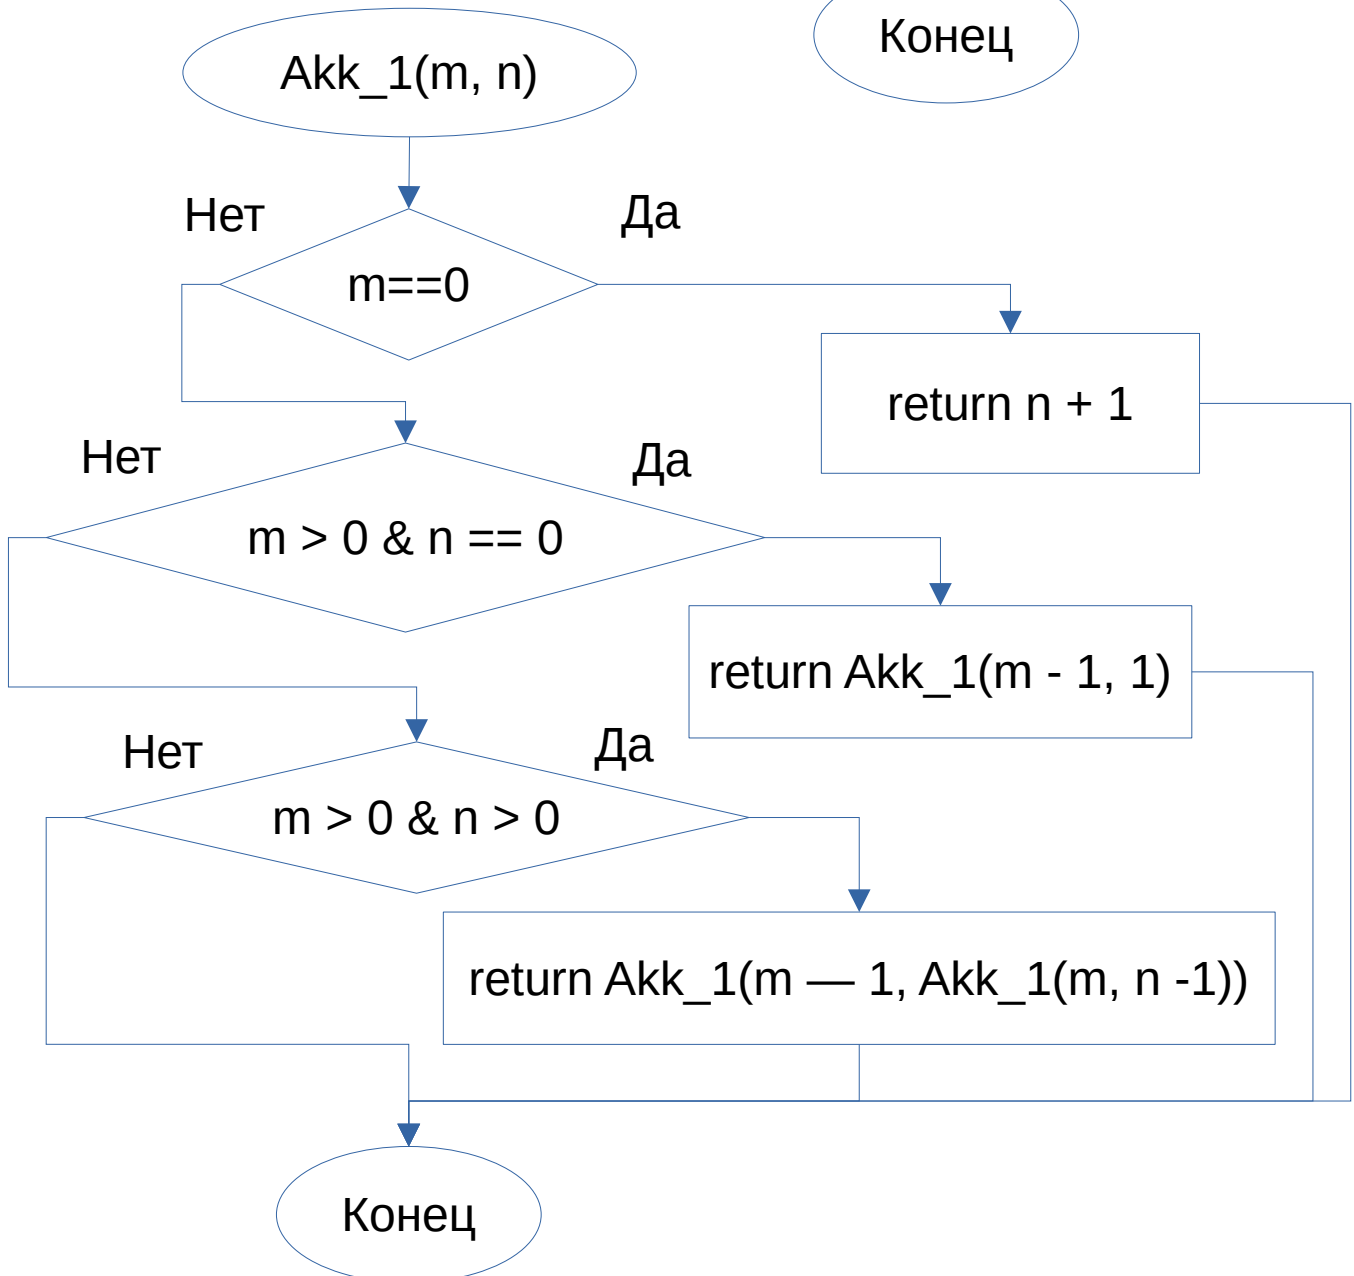 Akk_1(m, n)
Конец
Нет
Да
m==0
return n + 1
Нет
Да
m > 0 & n == 0
return Akk_1(m - 1, 1)
Нет
Да
m > 0 & n > 0
return Akk_1(m — 1, Akk_1(m, n -1))
Конец